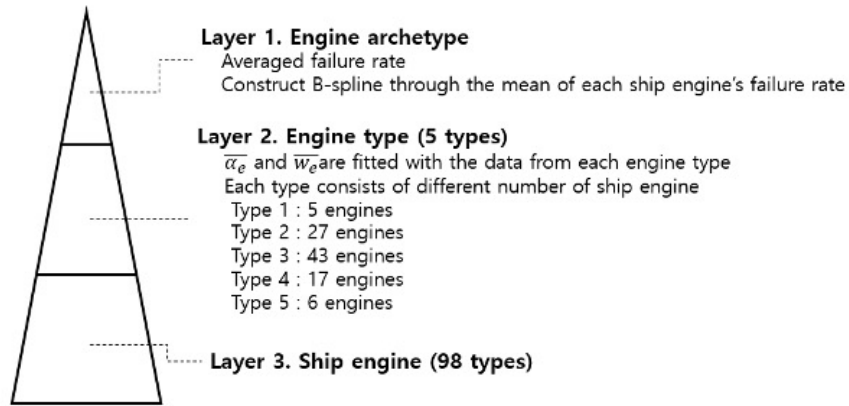 Layer 1. Engine archetype
Averaged failure rate
Construct B-spline through the mean of each ship engine's failure rate
Layer 2. Engine type (5 types)
$\overline{\alpha_e}$ and $\overline{w_e}$are fitted with the data from each engine type
Each type consists of different number of ship engine
Type 1 : 5 engines
Type 2 : 27 engines
Type 3 : 43 engines
Type 4 : 17 engines
Type 5 : 6 engines
Layer 3. Ship engine (98 types)